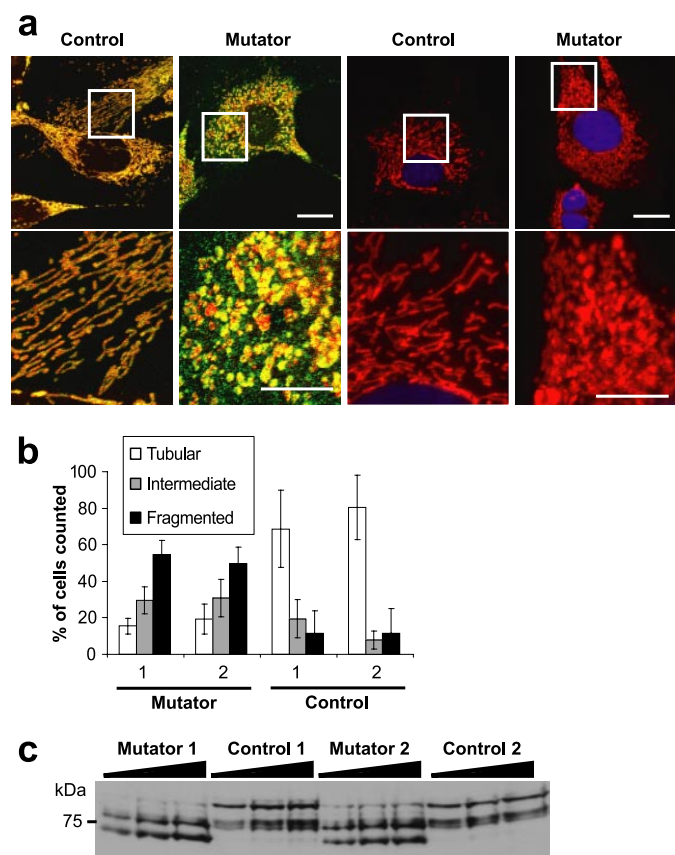 a
Control Mutator Control Mutator
b
Tubular
Intermediate
Fragmented
% of cells counted
100
80
60
40
20
0
1 2 1 2
Mutator Control
c
Mutator 1 Control 1 Mutator 2 Control 2
kDa
75